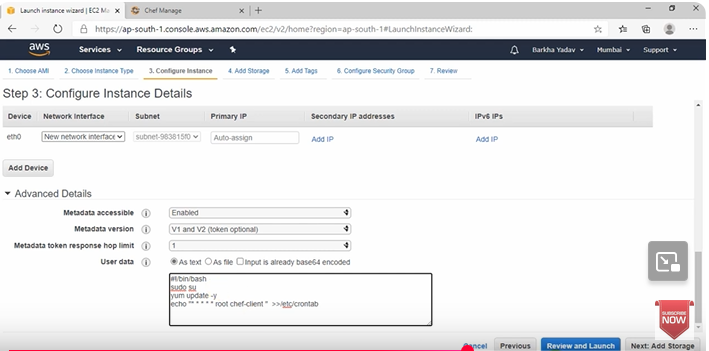 Launch instance wizard | EC2 M
Chef Manage
https://ap-south-1.console.aws.amazon.com/ec2/v2/home?region=ap-south-1#LaunchInstanceWizard:
aws Services Resource Groups Barkha Yadav Mumbai Support
1. Choose AMI 2. Choose Instance Type 3. Configure Instance 4. Add Storage 5. Add Tags 6. Configure Security Group 7. Review
Step 3: Configure Instance Details
Device Network Interface Subnet Primary IP Secondary IP addresses IPv6 IPs
eth0 New network interface subnet-983815f0 Auto-assign Add IP Add IP
Add Device
Advanced Details
Metadata accessible Enabled
Metadata version V1 and V2 (token optional)
Metadata token response hop limit 1
User data As text As file Input is already base64 encoded
#!/bin/bash
sudo su
yum update -y
echo "* * * * * root chef-client " >>/etc/crontab
SUBSCRIBE
NOW
Cancel Previous Review and Launch Next: Add Storage